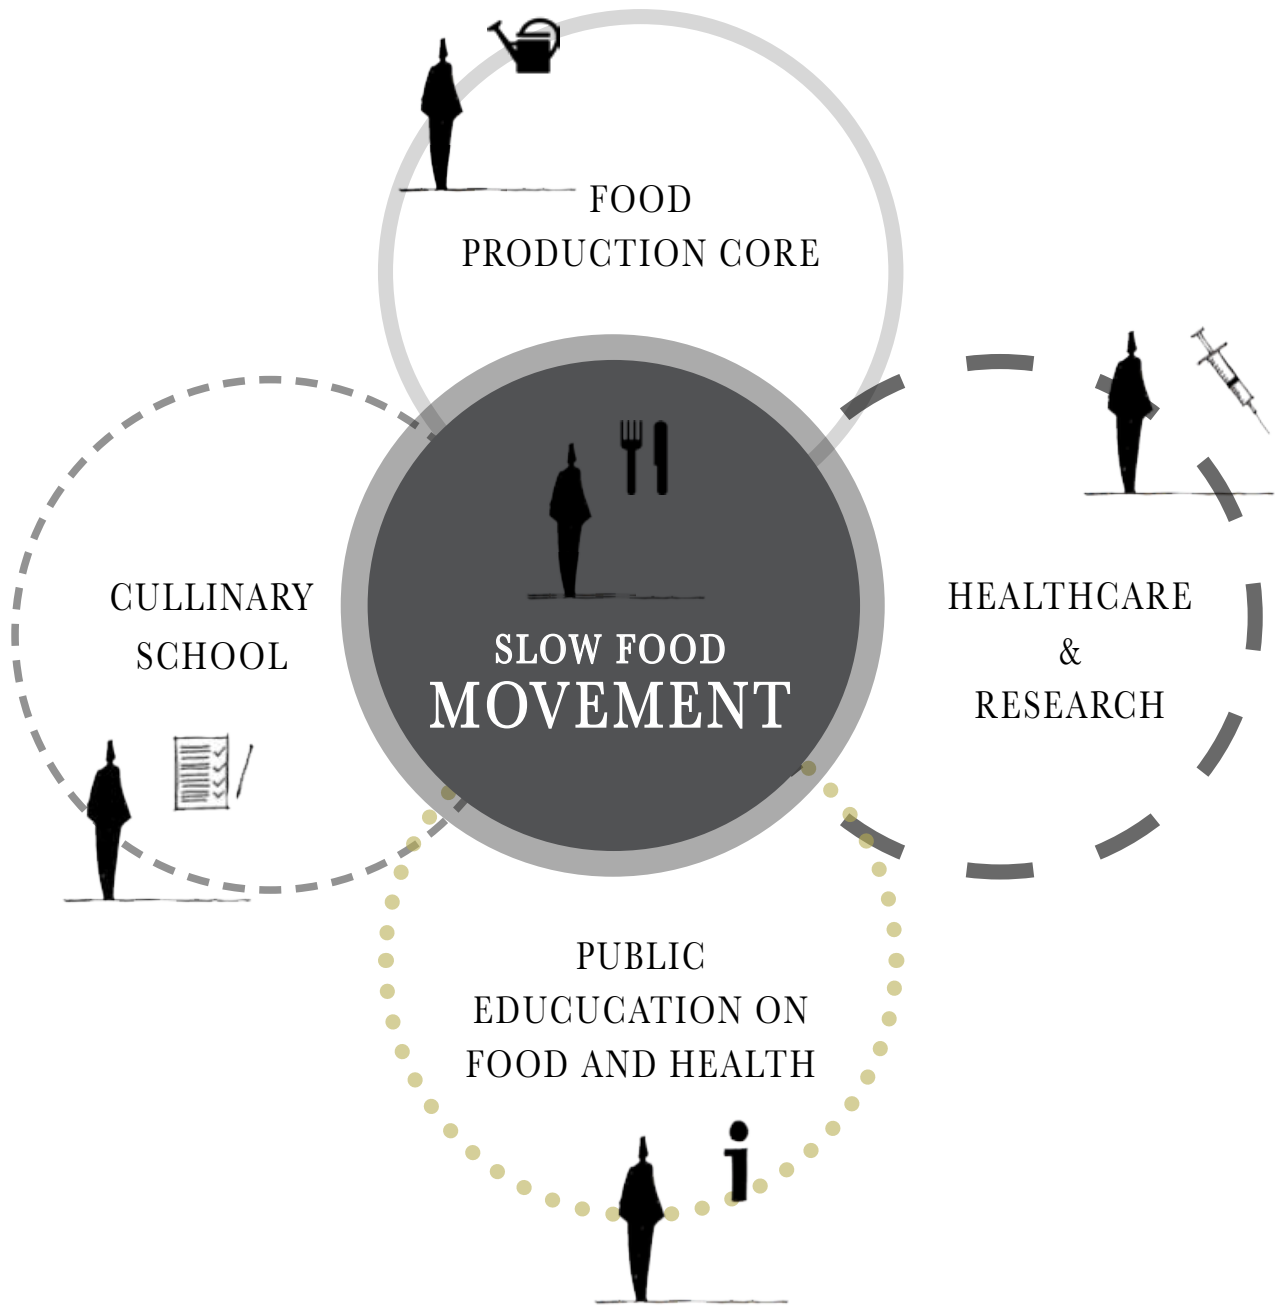 FOOD
PRODUCTION CORE
CULLINARY
SCHOOL
SLOW FOOD
MOVEMENT
HEALTHCARE
&
RESEARCH
PUBLIC
EDUCUCATION ON
FOOD AND HEALTH